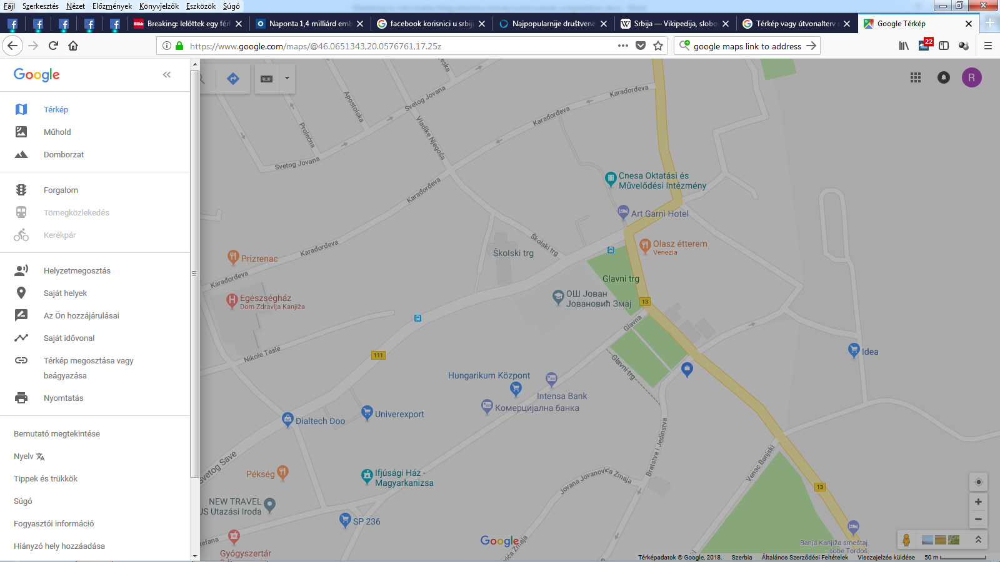 Fájl Szerkesztés Nézet Előzmények Könyvjelzők Eszközök Súgó
Breaking: lelőttek egy férf
Naponta 1,4 milliárd emb
facebook korisnici u srbiji
Najpopularnije društvene
Srbija — Vikipedija, slobo
Térkép vagy útvonalterv
Google Térkép
https://www.google.com/maps/@46.0651343,20.0576761,17.25z
google maps link to address
22
Google
R
Térkép
Műhold
Domborzat
Forgalom
Tömegközlekedés
Kerékpár
Helyzetmegosztás
Saját helyek
Az Ön hozzájárulásai
Saját idővonal
Térkép megosztása vagy
beágyazása
Nyomtatás
Bemutató megtekintése
Nyelv
Tippek és trükkök
Súgó
Fogyasztói információ
Hiányzó hely hozzáadása
Apostolska
Svetog Jovana
Prolećna
Svetog Jovana
Vladike Njegoša
Karađorđeva
Karađorđeva
Karađorđeva
Karađorđeva
Karađorđeva
Cnesa Oktatási és
Művelődési Intézmény
Art Garni Hotel
Olasz étterem
Venezia
Školski trg
Školski trg
Prizrenac
Glavni trg
Egészségház
Dom Zdravlja Kanjiža
ОШ Јован
Јовановић Змај
13
Glavna
Nikole Tesle
111
Glavni trg
Idea
Hungarikum Központ
Intensa Bank
Комерцијална банка
Univerexport
Dialtech Doo
Svetog Save
Pékség
Ifjúsági Ház -
Magyarkanizsa
Bratstva i Jedinstva
Venac Banjski
Jovana Jovanovića Zmaja
13
NEW TRAVEL
US Utazási Iroda
SP 236
Gyógyszertár
Google
Banja Kanjiža smeštaj
sobe Tordoš
Térképadatok © Google, 2018. Szerbia Általános Szerződési Feltételek Visszajelzés küldése 50 m